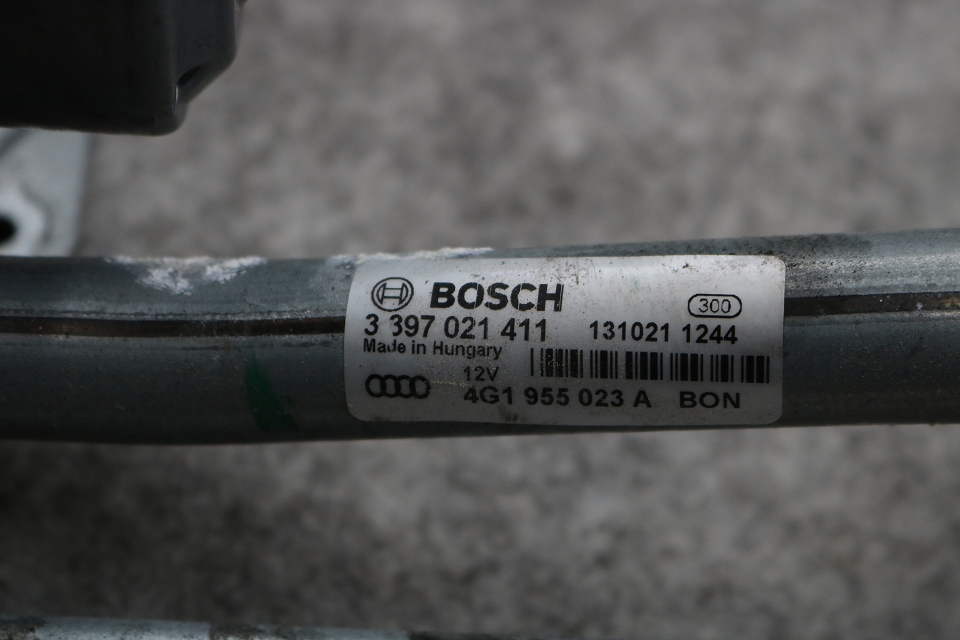 BOSCH 300
3 397 021 411 131021 1244
Made in Hungary
12V
4G1 955 023 A BON